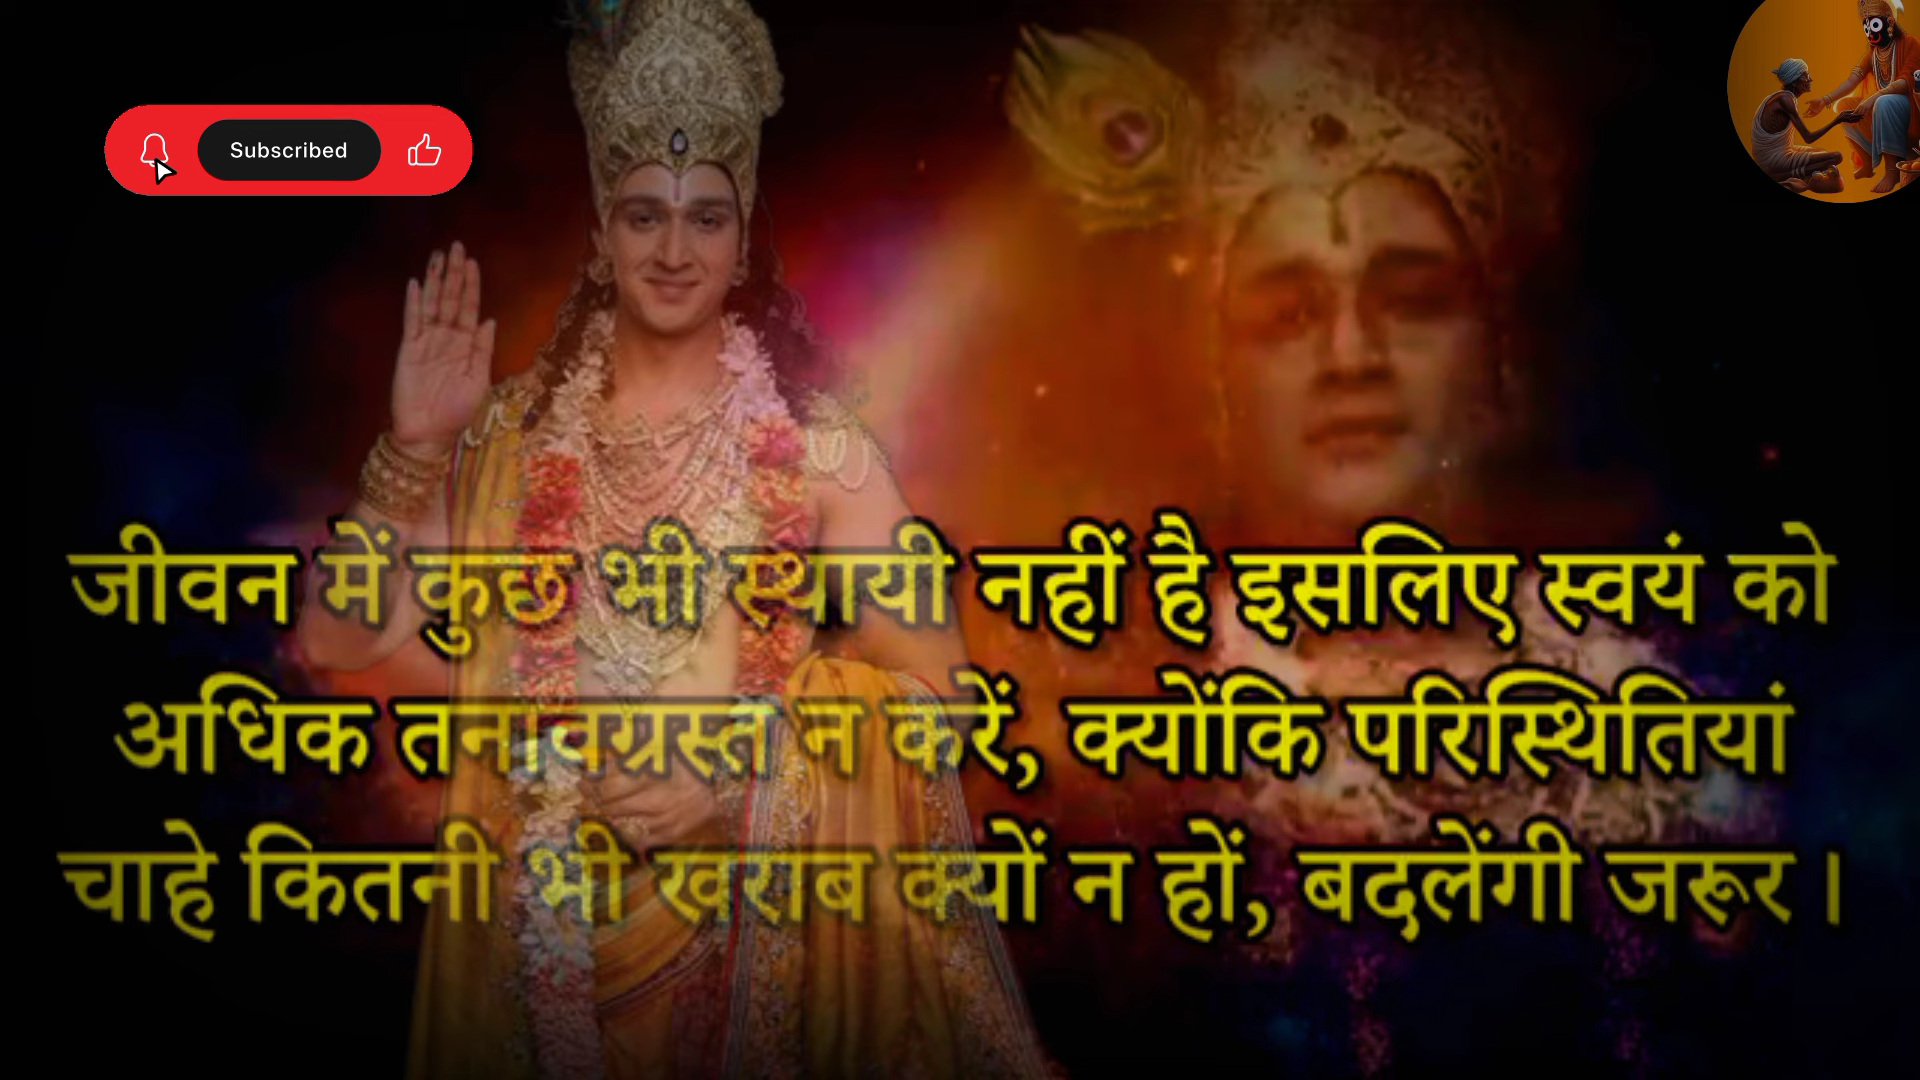 Subscribed
जीवन में कुछ भी स्थायी नहीं है इसलिए स्वयं को
अधिक तनावग्रस्त न करें, क्योंकि परिस्थितियां
चाहे कितनी भी खराब क्यों न हों, बदलेंगी जरूर ।